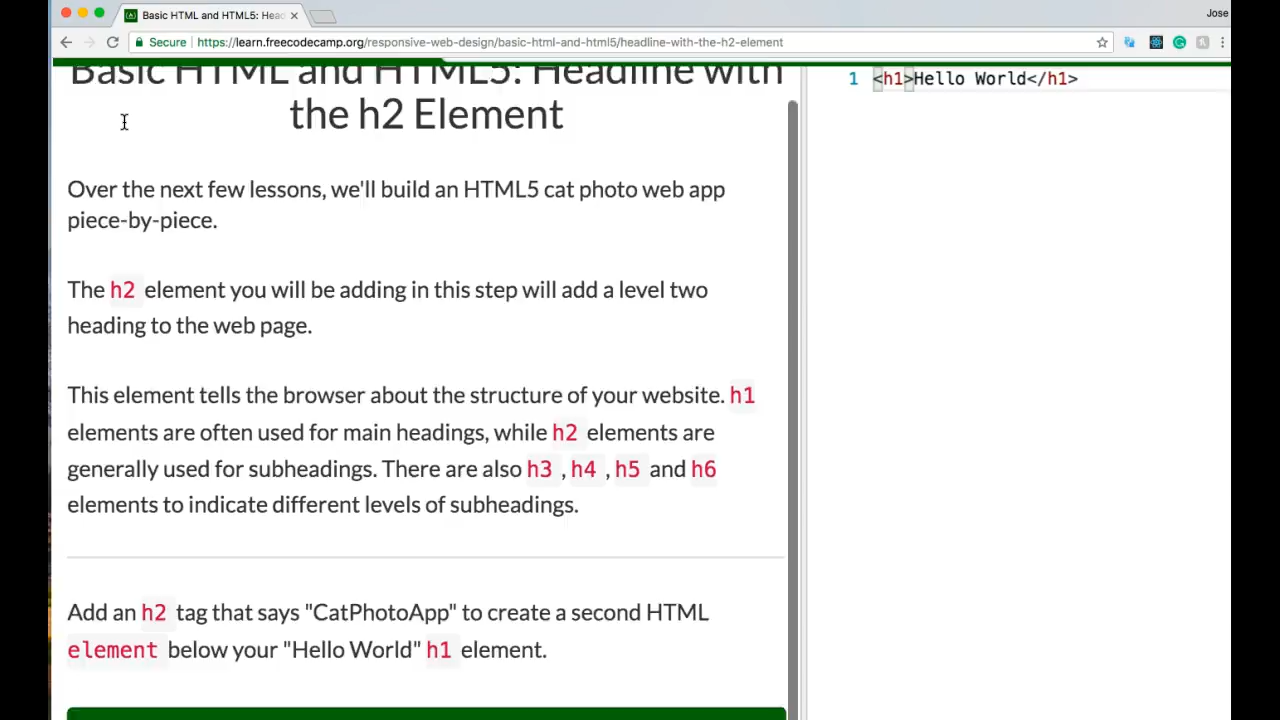 Basic HTML and HTML5: Head
Jose
Secure https://learn.freecodecamp.org/responsive-web-design/basic-html-and-html5/headline-with-the-h2-element
Basic HTML and HTML5: Headline with
the h2 Element
Over the next few lessons, we'll build an HTML5 cat photo web app
piece-by-piece.
The h2 element you will be adding in this step will add a level two
heading to the web page.
This element tells the browser about the structure of your website. h1
elements are often used for main headings, while h2 elements are
generally used for subheadings. There are also h3 , h4 , h5 and h6
elements to indicate different levels of subheadings.
Add an h2 tag that says "CatPhotoApp" to create a second HTML
element below your "Hello World" h1 element.
1 <h1>Hello World</h1>